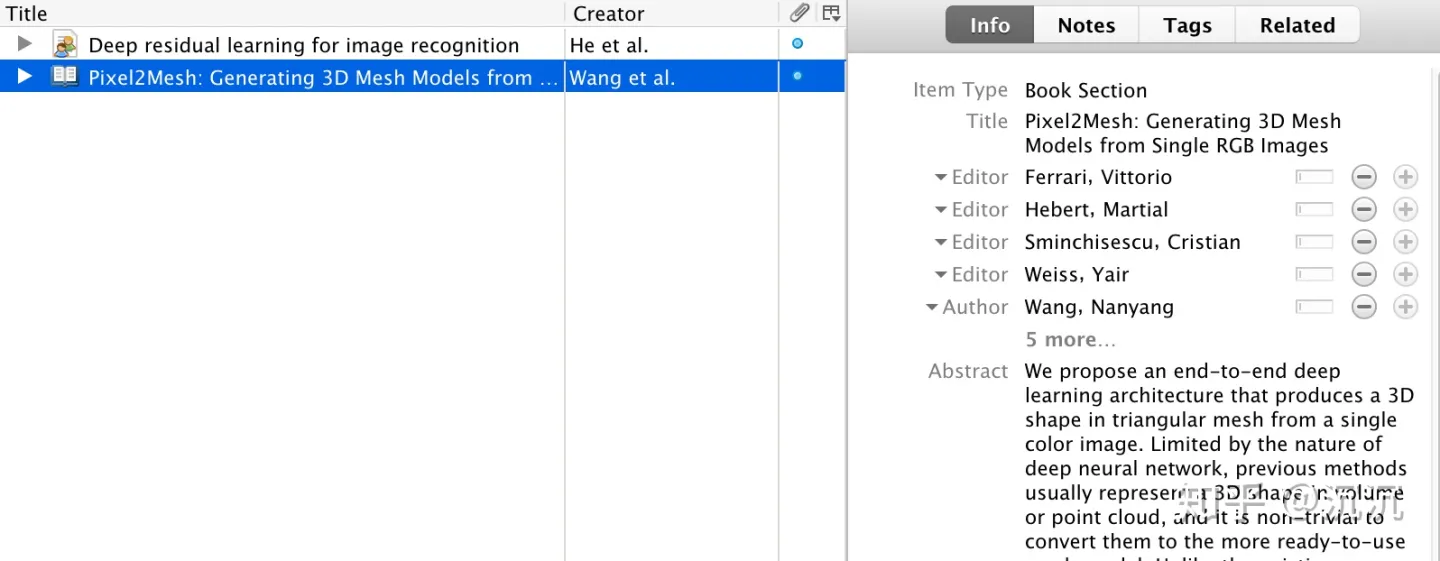 Title Creator
Deep residual learning for image recognition He et al.
Pixel2Mesh: Generating 3D Mesh Models from ... Wang et al.
Info Notes Tags Related
Item Type Book Section
Title Pixel2Mesh: Generating 3D Mesh
Models from Single RGB Images
Editor Ferrari, Vittorio
Editor Hebert, Martial
Editor Sminchisescu, Cristian
Editor Weiss, Yair
Author Wang, Nanyang
5 more...
Abstract We propose an end-to-end deep
learning architecture that produces a 3D
shape in triangular mesh from a single
color image. Limited by the nature of
deep neural network, previous methods
usually represent a 3D shape in volume
or point cloud, and it is non-trivial to
convert them to the more ready-to-use
知乎 @沉沉